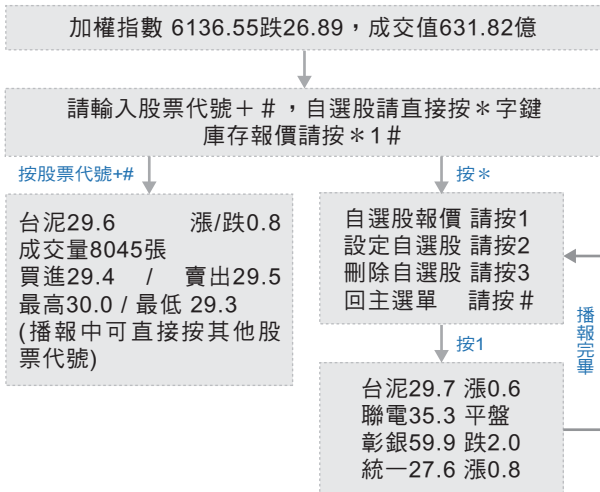 加權指數 6136.55跌26.89，成交值631.82億
請輸入股票代號＋＃，自選股請直接按＊字鍵
庫存報價請按＊1＃
按股票代號+#
按＊
台泥29.6 漲/跌0.8
成交量8045張
買進29.4 / 賣出29.5
最高30.0 / 最低 29.3
(播報中可直接按其他股
票代號)
自選股報價 請按1
設定自選股 請按2
刪除自選股 請按3
回主選單 請按＃
播報完畢
按1
台泥29.7 漲0.6
聯電35.3 平盤
彰銀59.9 跌2.0
統一27.6 漲0.8